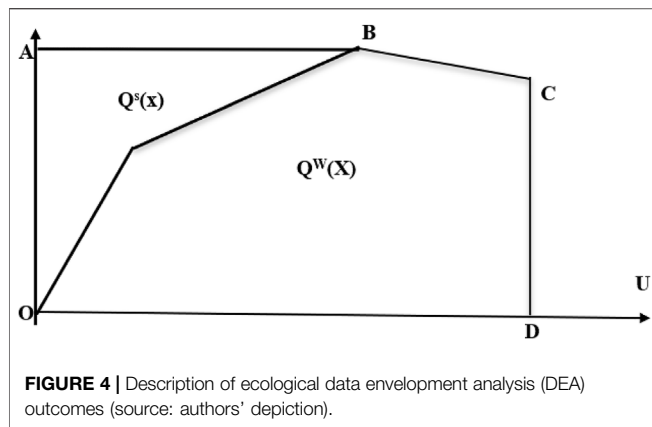 B
A
C
Qˢ(x)
Qᵂ(X)
U
O
D
FIGURE 4 | Description of ecological data envelopment analysis (DEA)
outcomes (source: authors' depiction).